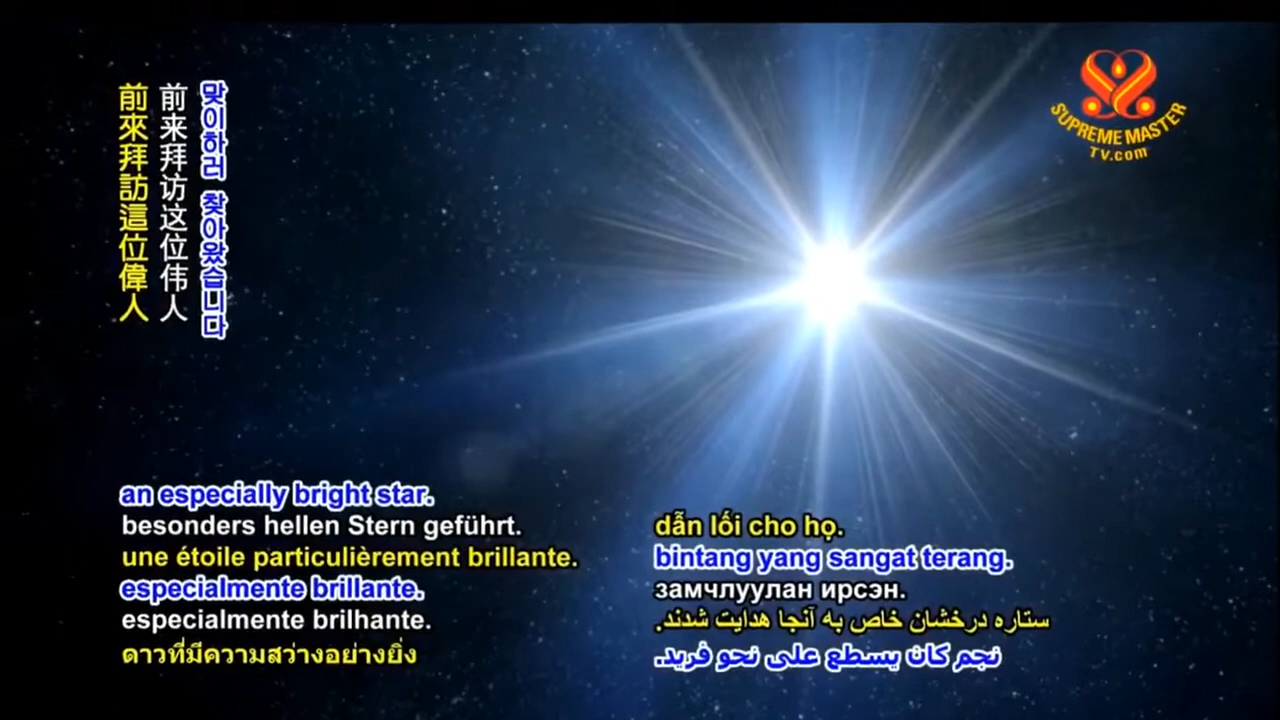 前來拜訪這位偉人
前来拜访这位伟人
맞이하러 찾아왔습니다
SUPREME MASTER
TV.com
an especially bright star.
besonders hellen Stern geführt.
une étoile particulièrement brillante.
especialmente brillante.
especialmente brilhante.
ดาวที่มีความสว่างอย่างยิ่ง
dẫn lối cho họ.
bintang yang sangat terang.
замчлуулан ирсэн.
ستاره درخشان خاص به آنجا هدایت شدند.
نجم كان يسطع على نحو فريد.